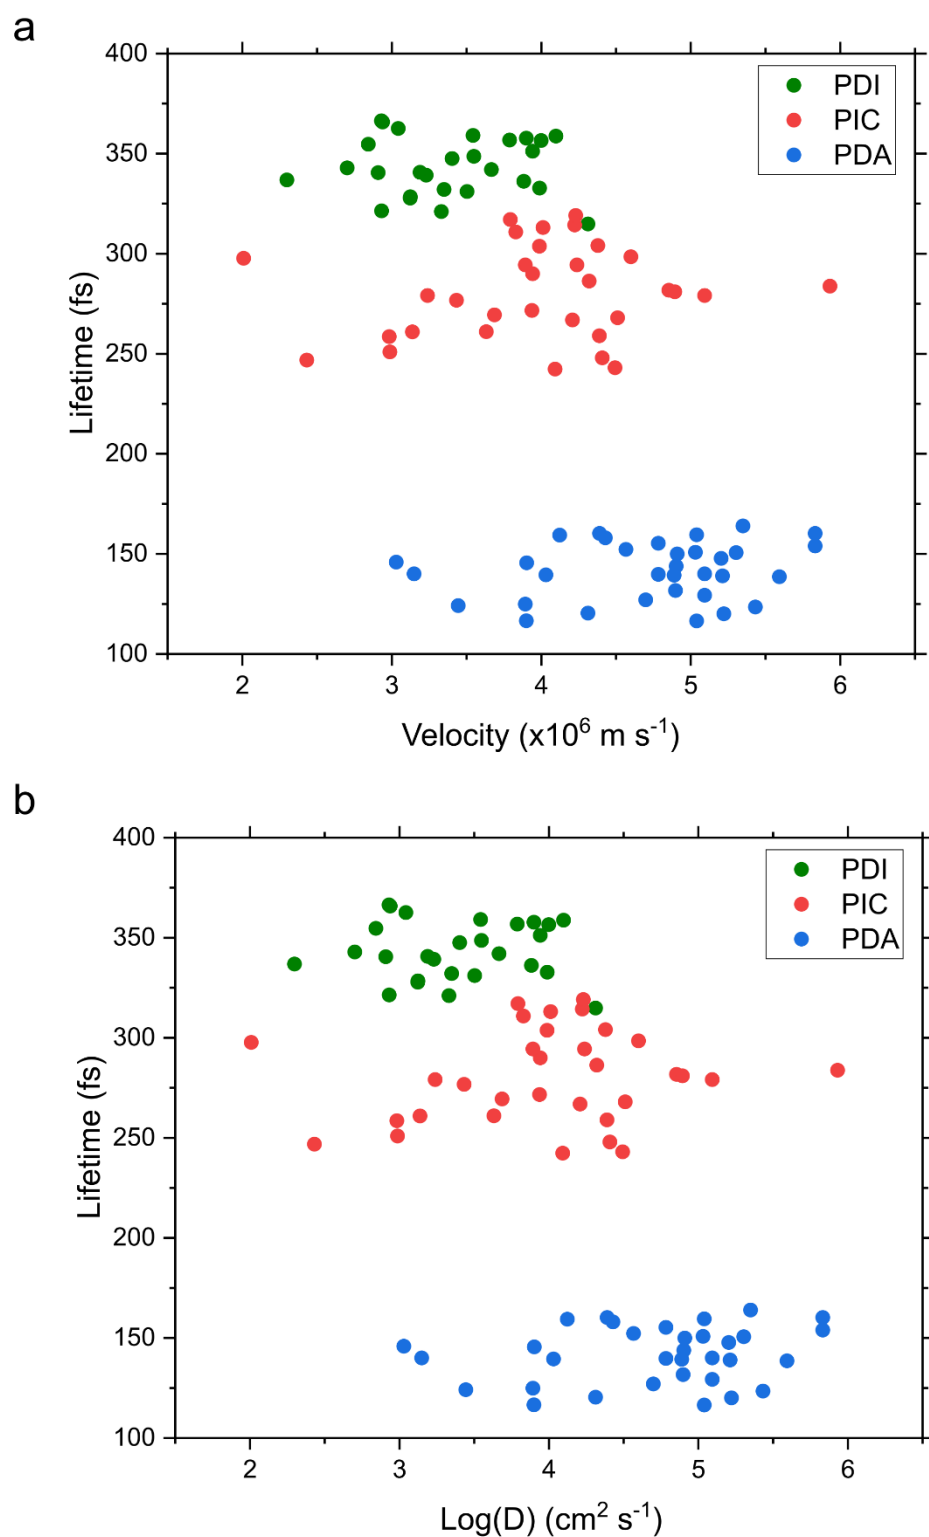 a
400
350
300
250
200
150
100
Lifetime (fs)
PDI
PIC
PDA
2 3 4 5 6
Velocity (x10⁶ m s⁻¹)
b
400
350
300
250
200
150
100
Lifetime (fs)
PDI
PIC
PDA
2 3 4 5 6
Log(D) (cm² s⁻¹)